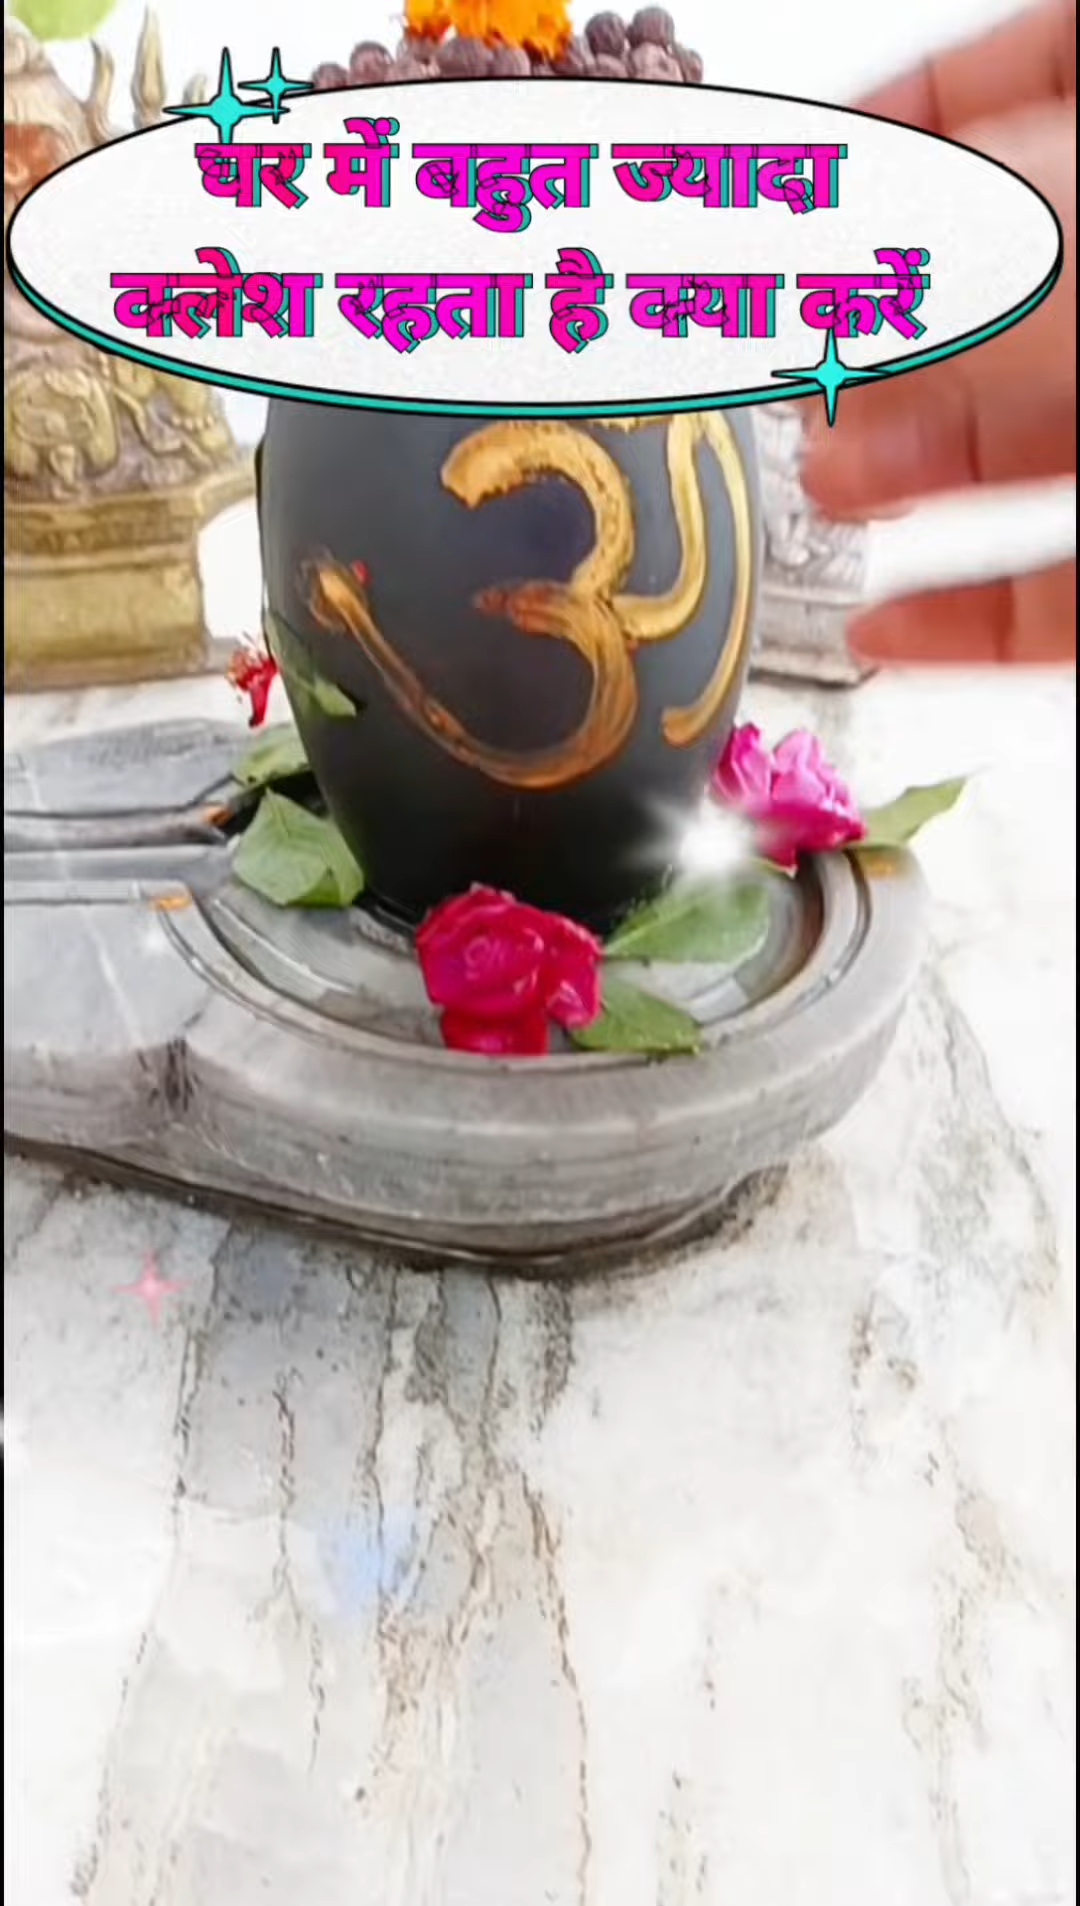 घर में बहुत ज्यादा
क्लेश रहता है क्या करें
ॐ